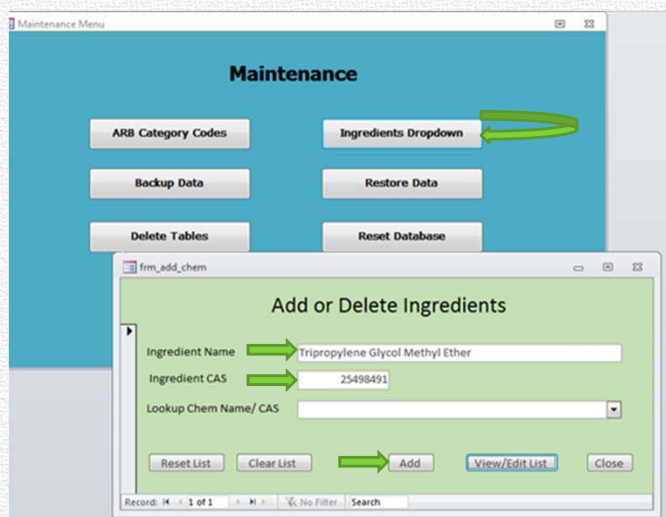 Maintenance Menu
Maintenance
ARB Category Codes
Ingredients Dropdown
Backup Data
Restore Data
Delete Tables
Reset Database
frm_add_chem
Add or Delete Ingredients
Ingredient Name Tripropylene Glycol Methyl Ether
Ingredient CAS 25498491
Lookup Chem Name/ CAS
Reset List Clear List Add View/Edit List Close
Record: 1 of 1 No Filter Search